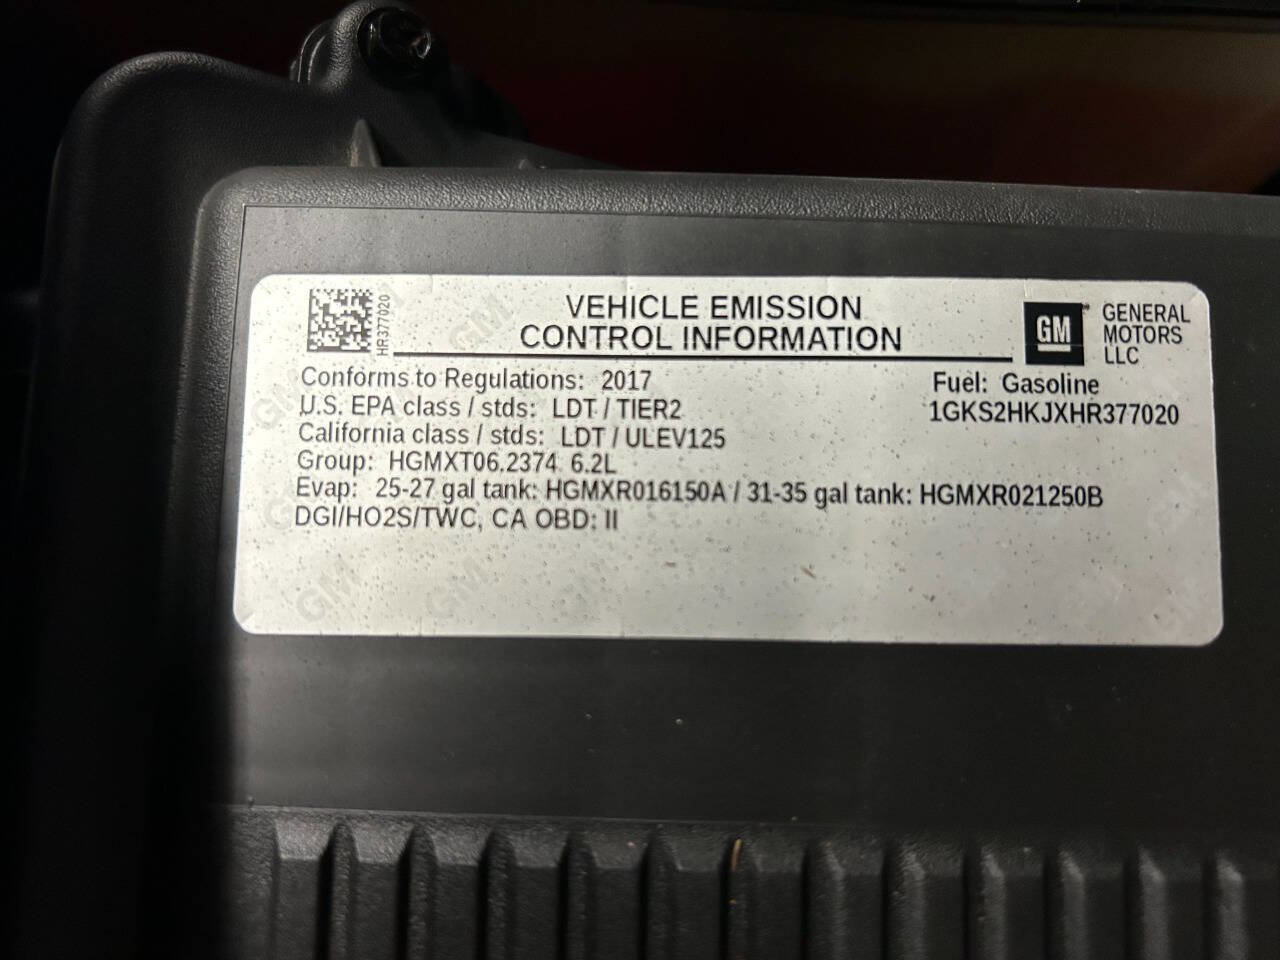 HR377020
VEHICLE EMISSION
CONTROL INFORMATION
GM
GENERAL
MOTORS
LLC
Conforms to Regulations: 2017
Fuel: Gasoline
U.S. EPA class / stds: LDT / TIER2
1GKS2HKJXHR377020
California class / stds: LDT / ULEV125
Group: HGMXT06.2374 6.2L
Evap: 25-27 gal tank: HGMXR016150A / 31-35 gal tank: HGMXR021250B
DGI/HO2S/TWC, CA OBD: II